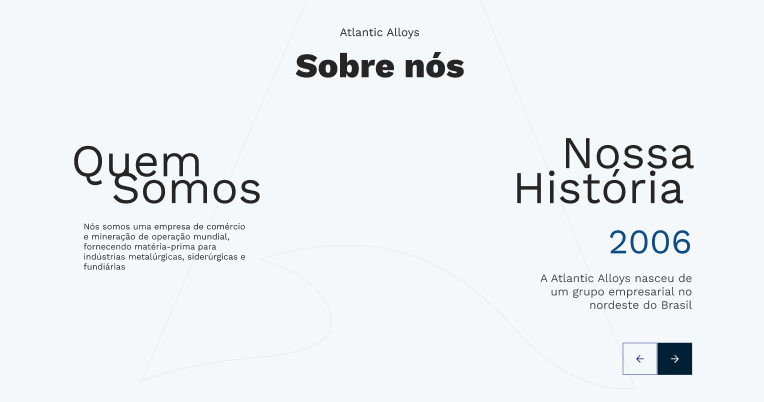 Atlantic Alloys
Sobre nós
Quem
Somos
Nós somos uma empresa de comércio
e mineração de operação mundial,
fornecendo matéria-prima para
indústrias metalúrgicas, siderúrgicas e
fundiárias
Nossa
História
2006
A Atlantic Alloys nasceu de
um grupo empresarial no
nordeste do Brasil